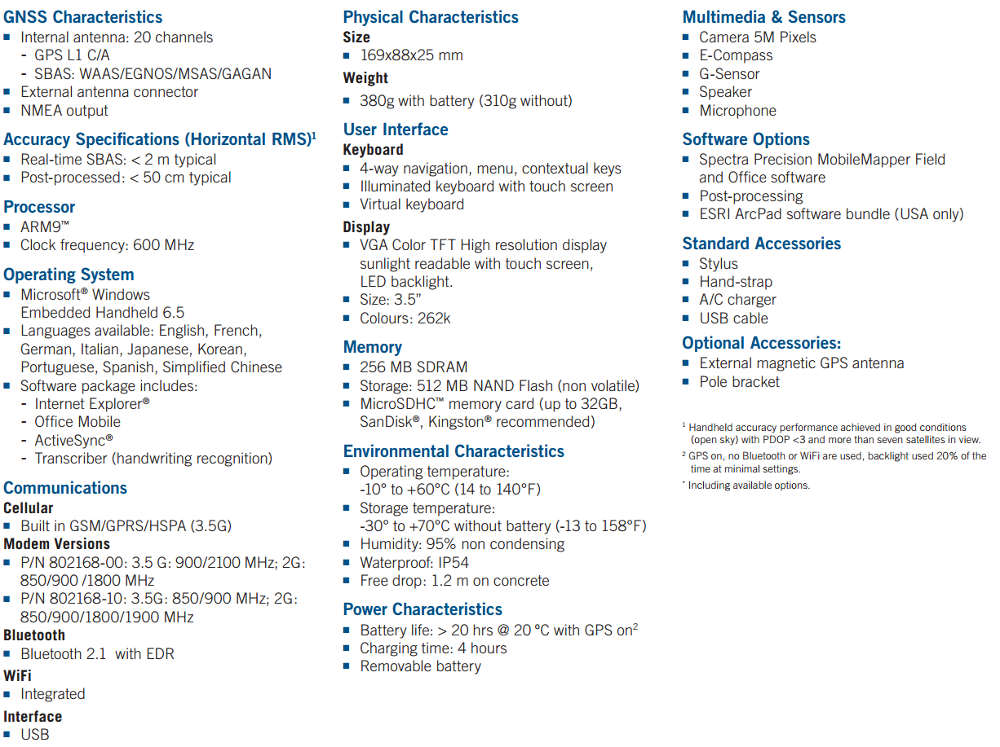 GNSS Characteristics
■ Internal antenna: 20 channels
- GPS L1 C/A
- SBAS: WAAS/EGNOS/MSAS/GAGAN
■ External antenna connector
■ NMEA output
Accuracy Specifications (Horizontal RMS)¹
■ Real-time SBAS: < 2 m typical
■ Post-processed: < 50 cm typical
Processor
■ ARM9™
■ Clock frequency: 600 MHz
Operating System
■ Microsoft® Windows
Embedded Handheld 6.5
■ Languages available: English, French,
German, Italian, Japanese, Korean,
Portuguese, Spanish, Simplified Chinese
■ Software package includes:
- Internet Explorer®
- Office Mobile
- ActiveSync®
- Transcriber (handwriting recognition)
Communications
Cellular
■ Built in GSM/GPRS/HSPA (3.5G)
Modem Versions
■ P/N 802168-00: 3.5 G: 900/2100 MHz; 2G:
850/900 /1800 MHz
■ P/N 802168-10: 3.5G: 850/900 MHz; 2G:
850/900/1800/1900 MHz
Bluetooth
■ Bluetooth 2.1 with EDR
WiFi
■ Integrated
Interface
■ USB
Physical Characteristics
Size
■ 169x88x25 mm
Weight
■ 380g with battery (310g without)
User Interface
Keyboard
■ 4-way navigation, menu, contextual keys
■ Illuminated keyboard with touch screen
■ Virtual keyboard
Display
■ VGA Color TFT High resolution display
sunlight readable with touch screen,
LED backlight.
■ Size: 3.5”
■ Colours: 262k
Memory
■ 256 MB SDRAM
■ Storage: 512 MB NAND Flash (non volatile)
■ MicroSDHC™ memory card (up to 32GB,
SanDisk®, Kingston® recommended)
Environmental Characteristics
■ Operating temperature:
-10° to +60°C (14 to 140°F)
■ Storage temperature:
-30° to +70°C without battery (-13 to 158°F)
■ Humidity: 95% non condensing
■ Waterproof: IP54
■ Free drop: 1.2 m on concrete
Power Characteristics
■ Battery life: > 20 hrs @ 20 ºC with GPS on²
■ Charging time: 4 hours
■ Removable battery
Multimedia & Sensors
■ Camera 5M Pixels
■ E-Compass
■ G-Sensor
■ Speaker
■ Microphone
Software Options
■ Spectra Precision MobileMapper Field
and Office software
■ Post-processing
■ ESRI ArcPad software bundle (USA only)
Standard Accessories
■ Stylus
■ Hand-strap
■ A/C charger
■ USB cable
Optional Accessories:
■ External magnetic GPS antenna
■ Pole bracket
¹ Handheld accuracy performance achieved in good conditions
(open sky) with PDOP <3 and more than seven satellites in view.
² GPS on, no Bluetooth or WiFi are used, backlight used 20% of the
time at minimal settings.
* Including available options.